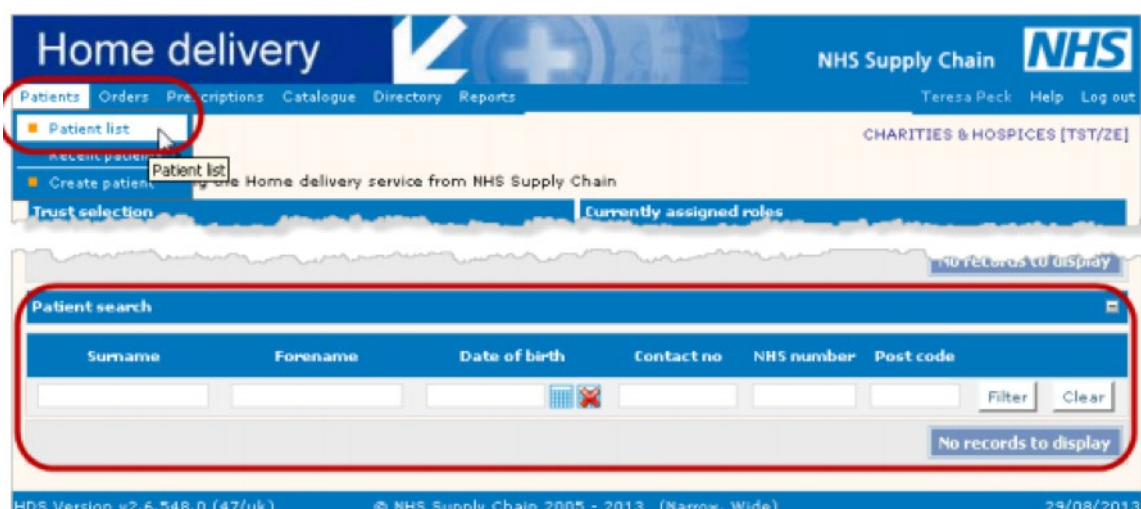 Home delivery
NHS Supply Chain NHS
Patients Orders Prescriptions Catalogue Directory Reports Teresa Peck Help Log out
Patient list CHARITIES & HOSPICES [TST/ZE]
Recent patients
Patient list
Create patient the Home delivery service from NHS Supply Chain
Trust selection Currently assigned roles
No records to display
Patient search
Surname Forename Date of birth Contact no NHS number Post code
Filter Clear
No records to display
HDS Version v2.6.548.0 (47/uk) © NHS Supply Chain 2005 - 2013 (Narrow, Wide) 29/08/2013